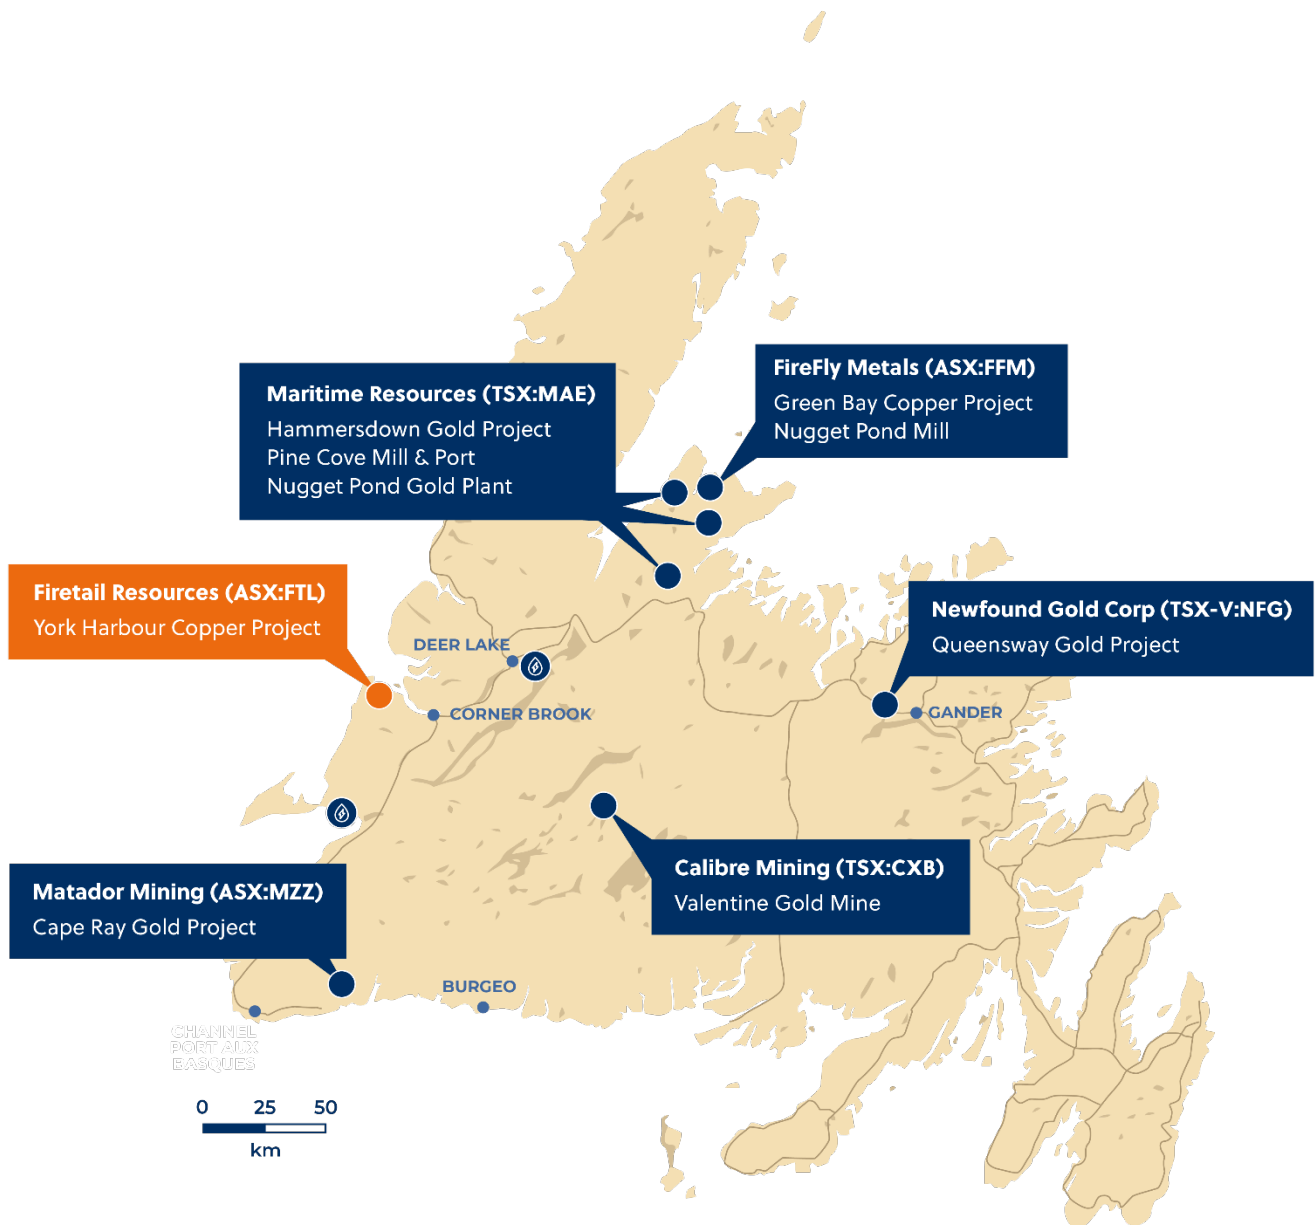 FireFly Metals (ASX:FFM)
Green Bay Copper Project
Nugget Pond Mill
Maritime Resources (TSX:MAE)
Hammersdown Gold Project
Pine Cove Mill & Port
Nugget Pond Gold Plant
Firetail Resources (ASX:FTL)
York Harbour Copper Project
Newfound Gold Corp (TSX-V:NFG)
Queensway Gold Project
DEER LAKE
CORNER BROOK
GANDER
Calibre Mining (TSX:CXB)
Valentine Gold Mine
Matador Mining (ASX:MZZ)
Cape Ray Gold Project
BURGEO
CHANNEL
PORT AUX
BASQUES
0 25 50
km